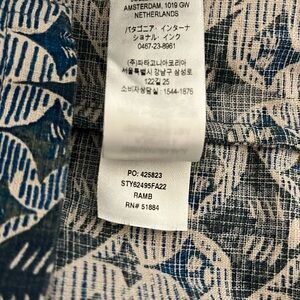 AMSTERDAM, 1019 GW
NETHERLANDS
パタゴニア・インターナ
ショナル・インク
0467-23-8961
(주)파타고니아코리아
서울특별시 강남구 삼성로
122길 25
소비자상담실 : 1544-1876
PO: 425823
STY62495FA22
RAMB
RN# 51884